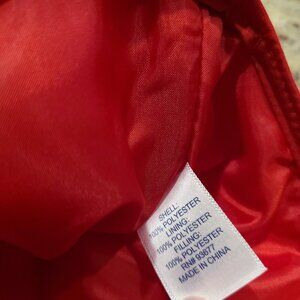 SHELL:
100% POLYESTER
LINING:
100% POLYESTER
FILLING:
100% POLYESTER
RN# 93677
MADE IN CHINA